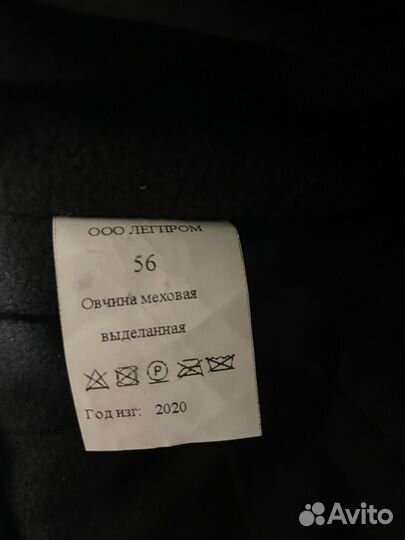 ООО ЛЕГПРОМ
56
Овчина меховая
выделанная
P
Год изг: 2020
Avito